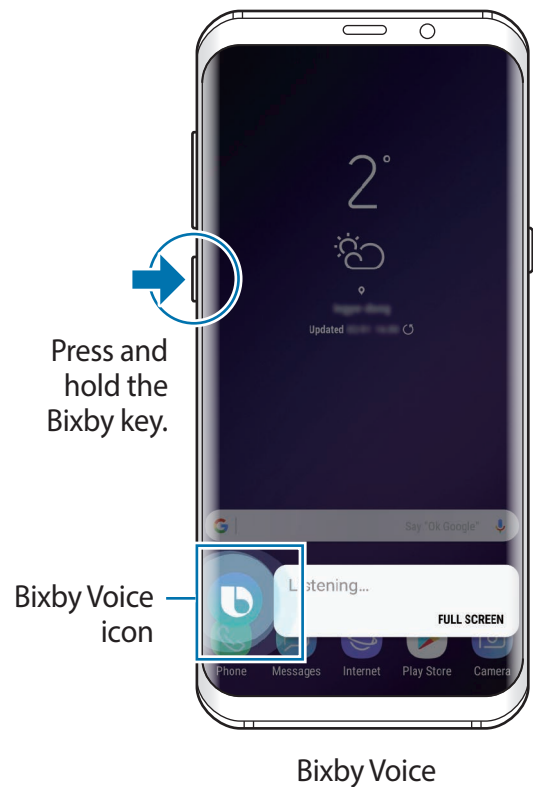 2°
Updated
Press and
hold the
Bixby key.
Say "Ok Google"
Listening...
FULL SCREEN
Bixby Voice
icon
Phone Messages Internet Play Store Camera
Bixby Voice